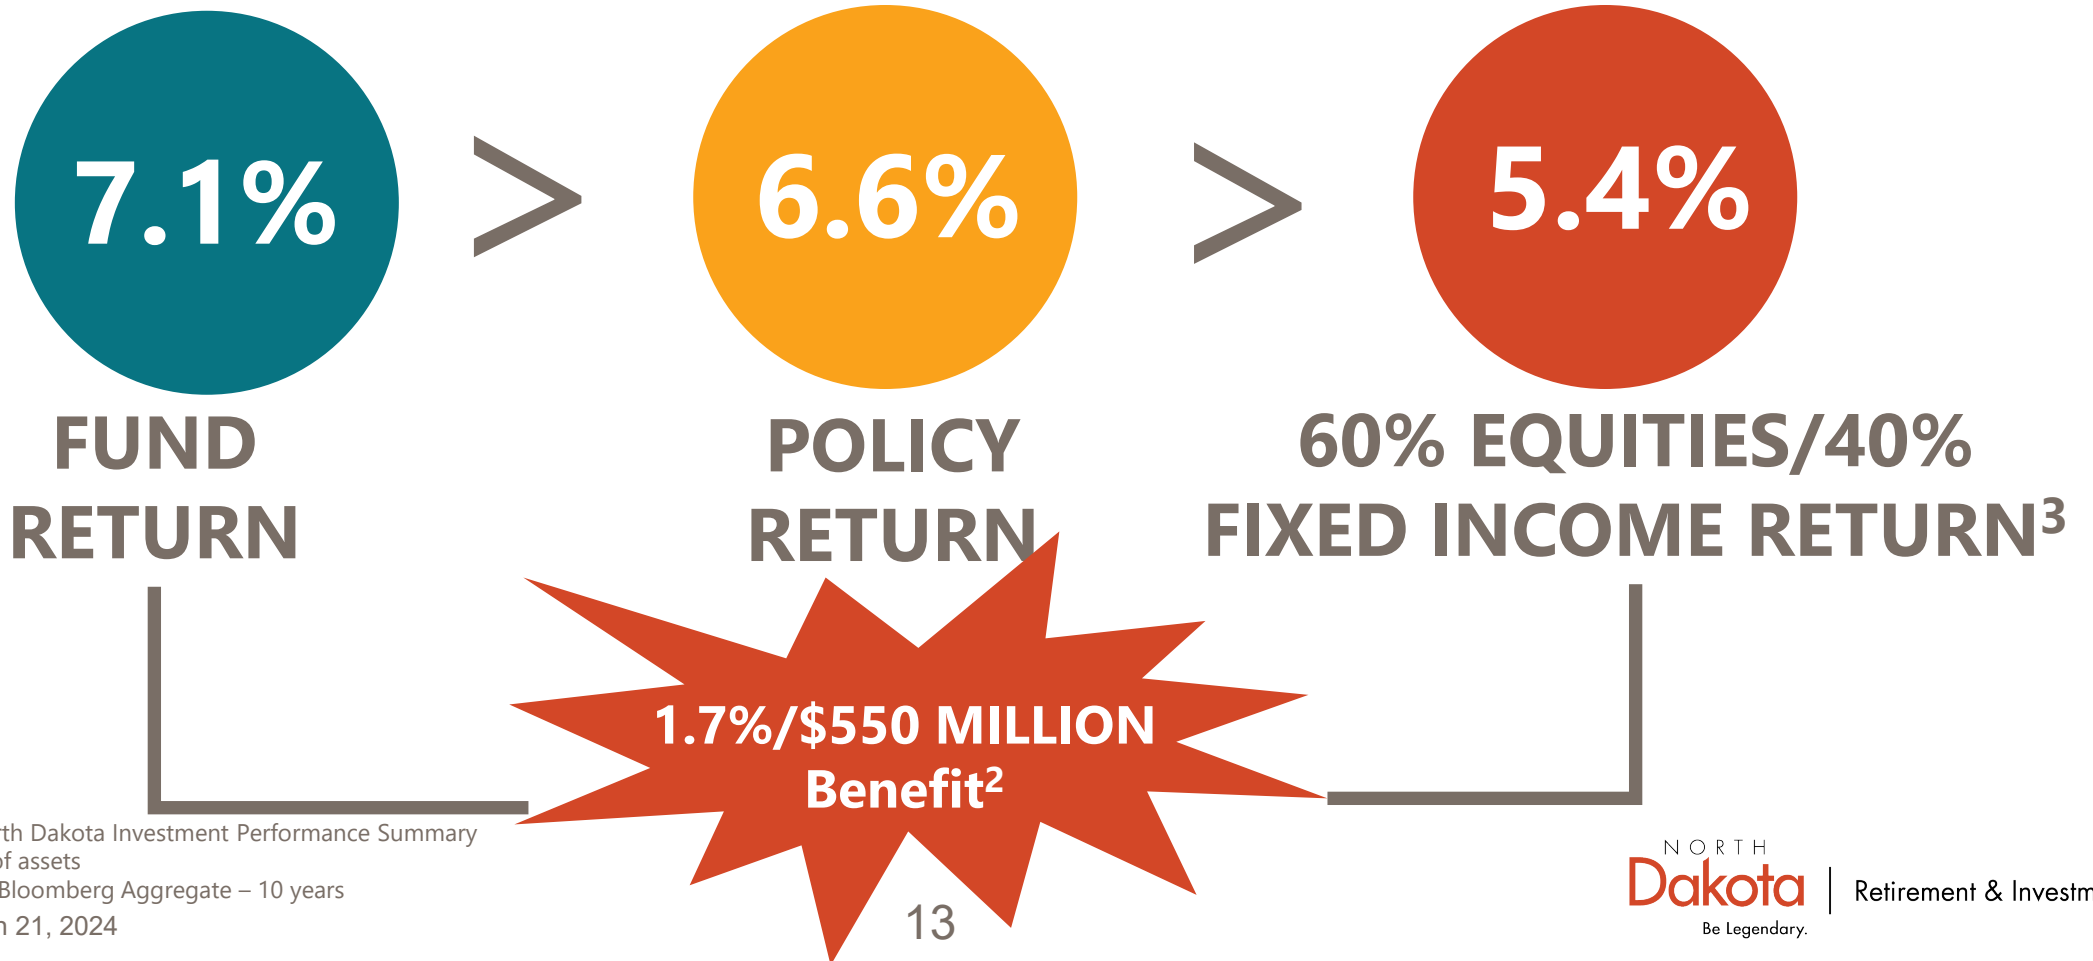 7.1%
>
6.6%
>
5.4%
FUND
RETURN
POLICY
RETURN
60% EQUITIES/40%
FIXED INCOME RETURN³
1.7%/$550 MILLION
Benefit²
Dakota Investment Performance Summary
of assets
Bloomberg Aggregate – 10 years
21, 2024
13
NORTH
Dakota
Be Legendary.
Retirement &